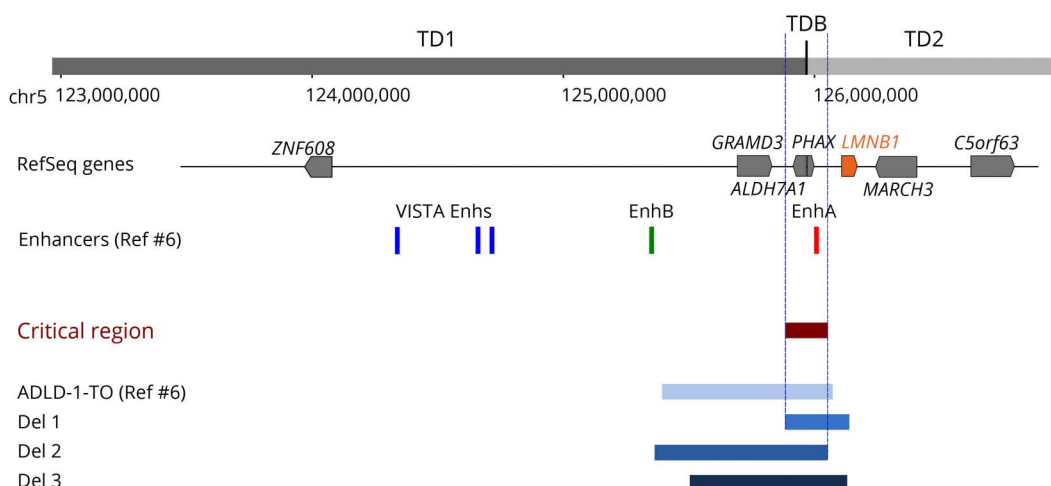 TDB
TD1 TD2
chr5 123,000,000 124,000,000 125,000,000 126,000,000
ZNF608 GRAMD3 PHAX LMNB1 C5orf63
RefSeq genes
ALDH7A1 MARCH3
VISTA Enhs EnhB EnhA
Enhancers (Ref #6)
Critical region
ADLD-1-TO (Ref #6)
Del 1
Del 2
Del 3